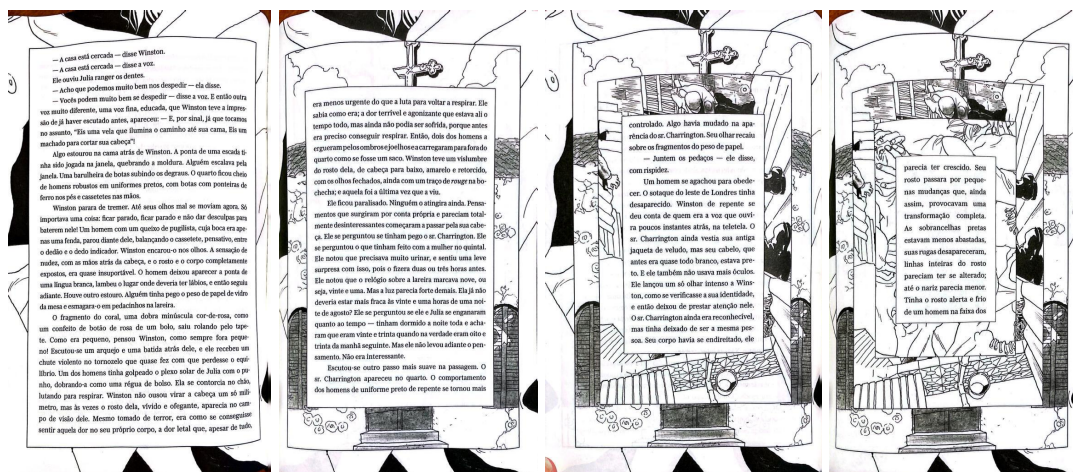 — A casa está cercada — disse Winston.
— A casa está cercada — disse a voz.
Ele ouviu Julia ranger os dentes.
— Acho que podemos muito bem nos despedir — ela disse.
— Vocês podem muito bem se despedir — disse a voz. E então outra
voz muito diferente, uma voz fina, educada, que Winston teve a impres-
são de já haver escutado antes, apareceu: — E, por sinal, já que tocamos
no assunto, “Eis uma vela que ilumina o caminho até sua cama, Eis um
machado para cortar sua cabeça”!
Algo estourou na cama atrás de Winston. A ponta de uma escada ti-
nha sido jogada na janela, quebrando a moldura. Alguém escalava pela
janela. Uma barulheira de botas subindo os degraus. O quarto ficou cheio
de homens robustos em uniformes pretos, com botas com ponteiras de
ferro nos pés e cassetetes nas mãos.
Winston parara de tremer. Até seus olhos mal se moviam agora. Só
importava uma coisa: ficar parado, ficar parado e não dar desculpas para
baterem nele! Um homem com um queixo de pugilista, cuja boca era ape-
nas uma fenda, parou diante dele, balançando o cassetete, pensativo, entre
o dedão e o dedo indicador. Winston encarou-o nos olhos. A sensação de
nudez, com as mãos atrás da cabeça, e o rosto e o corpo completamente
expostos, era quase insuportável. O homem deixou aparecer a ponta de
uma língua branca, lambeu o lugar onde deveria ter lábios, e então seguiu
adiante. Houve outro estouro. Alguém tinha pego o peso de papel de vidro
da mesa e esmagara-o em pedacinhos na lareira.
O fragmento do coral, uma dobra minúscula cor-de-rosa, como
um confeito de botão de rosa de um bolo, saiu rolando pelo tape-
te. Como era pequeno, pensou Winston, como sempre fora peque-
no! Escutou-se um arquejo e uma batida atrás dele, e ele recebeu um
chute violento no tornozelo que quase fez com que perdesse o equi-
líbrio. Um dos homens tinha golpeado o plexo solar de Julia com o pu-
nho, dobrando-a como uma régua de bolso. Ela se contorcia no chão,
lutando para respirar. Winston não ousou virar a cabeça um só milí-
metro, mas às vezes o rosto dela, vívido e ofegante, aparecia no cam-
po de visão dele. Mesmo tomado de terror, era como se conseguisse
sentir aquela dor no seu próprio corpo, a dor letal que, apesar de tudo,
era menos urgente do que a luta para voltar a respirar. Ele
sabia como era; a dor terrível e agonizante que estava ali o
tempo todo, mas ainda não podia ser sofrida, porque antes
era preciso conseguir respirar. Então, dois dos homens a
ergueram pelos ombros e joelhos e a carregaram para fora do
quarto como se fosse um saco. Winston teve um vislumbre
do rosto dela, de cabeça para baixo, amarelo e retorcido,
com os olhos fechados, ainda com um traço de rouge na bo-
checha; e aquela foi a última vez que a viu.
Ele ficou paralisado. Ninguém o atingira ainda. Pensa-
mentos que surgiram por conta própria e pareciam total-
mente desinteressantes começaram a passar pela sua cabe-
ça. Ele se perguntou se tinham pego o sr. Charrington. Ele
se perguntou o que tinham feito com a mulher no quintal.
Ele notou que precisava muito urinar, e sentiu uma leve
surpresa com isso, pois o fizera duas ou três horas antes.
Ele notou que o relógio sobre a lareira marcava nove, ou
seja, vinte e uma. Mas a luz parecia forte demais. Ela já não
deveria estar mais fraca às vinte e uma horas de uma noi-
te de agosto? Ele se perguntou se ele e Julia se enganaram
quanto ao tempo — tinham dormido a noite toda e acha-
ram que eram vinte e trinta quando na verdade eram oito e
trinta da manhã seguinte. Mas ele não levou adiante o pen-
samento. Não era interessante.
Escutou-se outro passo mais suave na passagem. O
sr. Charrington apareceu no quarto. O comportamento
dos homens de uniforme preto de repente se tornou mais
controlado. Algo havia mudado na apa-
rência do sr. Charrington. Seu olhar recaiu
sobre os fragmentos do peso de papel.
— Juntem os pedaços — ele disse,
com rispidez.
Um homem se agachou para obede-
cer. O sotaque do leste de Londres tinha
desaparecido. Winston de repente se
deu conta de quem era a voz que ouvi-
ra poucos instantes atrás, na teletela. O
sr. Charrington ainda vestia sua antiga
jaqueta de veludo, mas seu cabelo, que
antes era quase todo branco, estava pre-
to. E ele também não usava mais óculos.
Ele lançou um só olhar intenso a Wins-
ton, como se verificasse a sua identidade,
e então deixou de prestar atenção nele.
O sr. Charrington ainda era reconhecível,
mas tinha deixado de ser a mesma pes-
soa. Seu corpo havia se endireitado, ele
parecia ter crescido. Seu
rosto passara por peque-
nas mudanças que, ainda
assim, provocavam uma
transformação completa.
As sobrancelhas pretas
estavam menos abastadas,
suas rugas desapareceram,
linhas inteiras do rosto
pareciam ter se alterado;
até o nariz parecia menor.
Tinha o rosto alerta e frio
de um homem na faixa dos